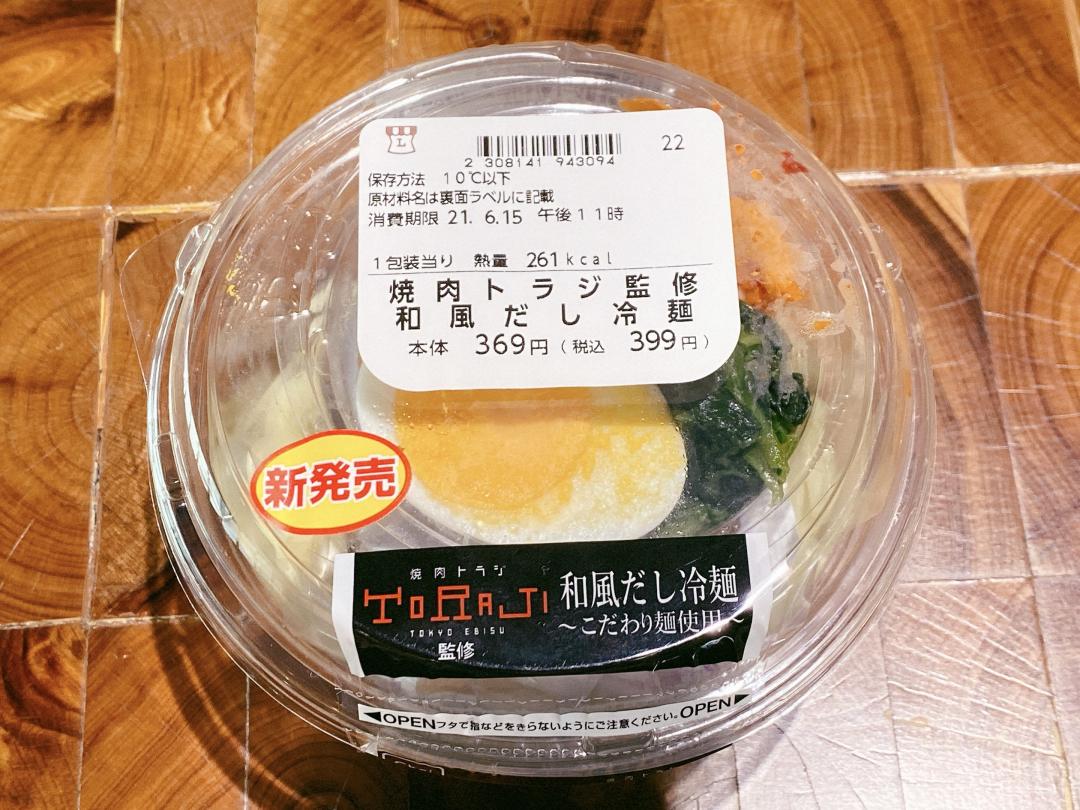 L
22
2 308141 943094
保存方法 10℃以下
原材料名は裏面ラベルに記載
消費期限 21. 6.15 午後11時
1包装当り 熱量 261kcal
焼肉トラジ監修
和風だし冷麺
本体 369円(税込 399円)
新発売
焼肉トラジ
TORAJI
TOKYO EBISU
監修
和風だし冷麺
〜こだわり麺使用〜
◀OPEN フタで指などをきらないようにご注意ください。 OPEN▶